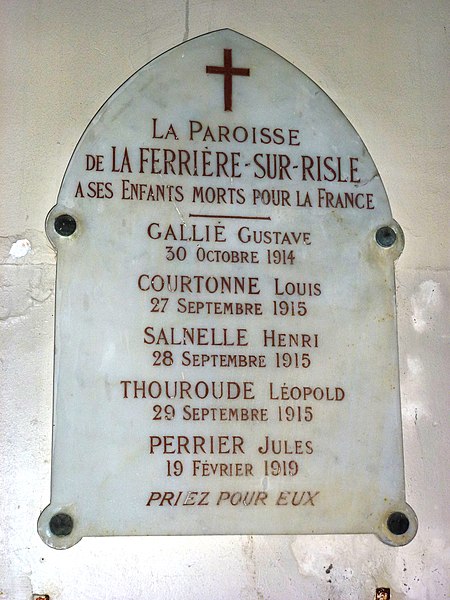 LA PAROISSE
DE LA FERRIÈRE-SUR-RISLE
A SES ENFANTS MORTS POUR LA FRANCE
GALLIÉ GUSTAVE
30 OCTOBRE 1914
COURTONNE LOUIS
27 SEPTEMBRE 1915
SALNELLE HENRI
28 SEPTEMBRE 1915
THOUROUDE LÉOPOLD
29 SEPTEMBRE 1915
PERRIER JULES
19 FÉVRIER 1919
PRIEZ POUR EUX